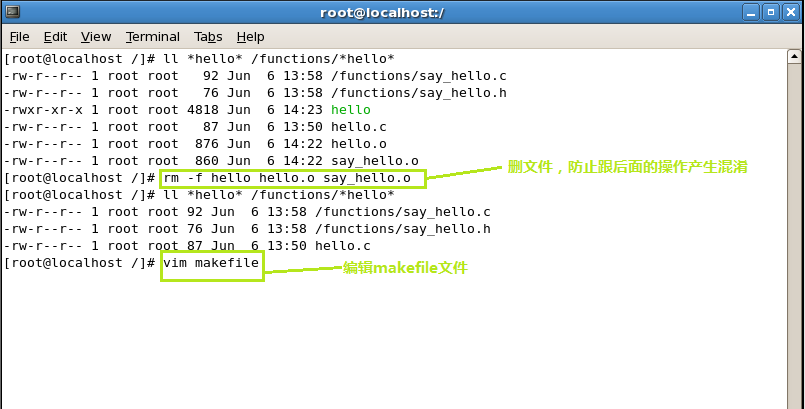 root@localhost:/
File Edit View Terminal Tabs Help
[root@localhost /]# ll *hello* /functions/*hello*
-rw-r--r-- 1 root root   92 Jun  6 13:58 /functions/say_hello.c
-rw-r--r-- 1 root root   76 Jun  6 13:58 /functions/say_hello.h
-rwxr-xr-x 1 root root 4818 Jun  6 14:23 hello
-rw-r--r-- 1 root root   87 Jun  6 13:50 hello.c
-rw-r--r-- 1 root root  876 Jun  6 14:22 hello.o
-rw-r--r-- 1 root root  860 Jun  6 14:22 say_hello.o
[root@localhost /]# rm -f hello hello.o say_hello.o
删文件，防止跟后面的操作产生混淆
[root@localhost /]# ll *hello* /functions/*hello*
-rw-r--r-- 1 root root 92 Jun  6 13:58 /functions/say_hello.c
-rw-r--r-- 1 root root 76 Jun  6 13:58 /functions/say_hello.h
-rw-r--r-- 1 root root 87 Jun  6 13:50 hello.c
[root@localhost /]# vim makefile
编辑makefile文件